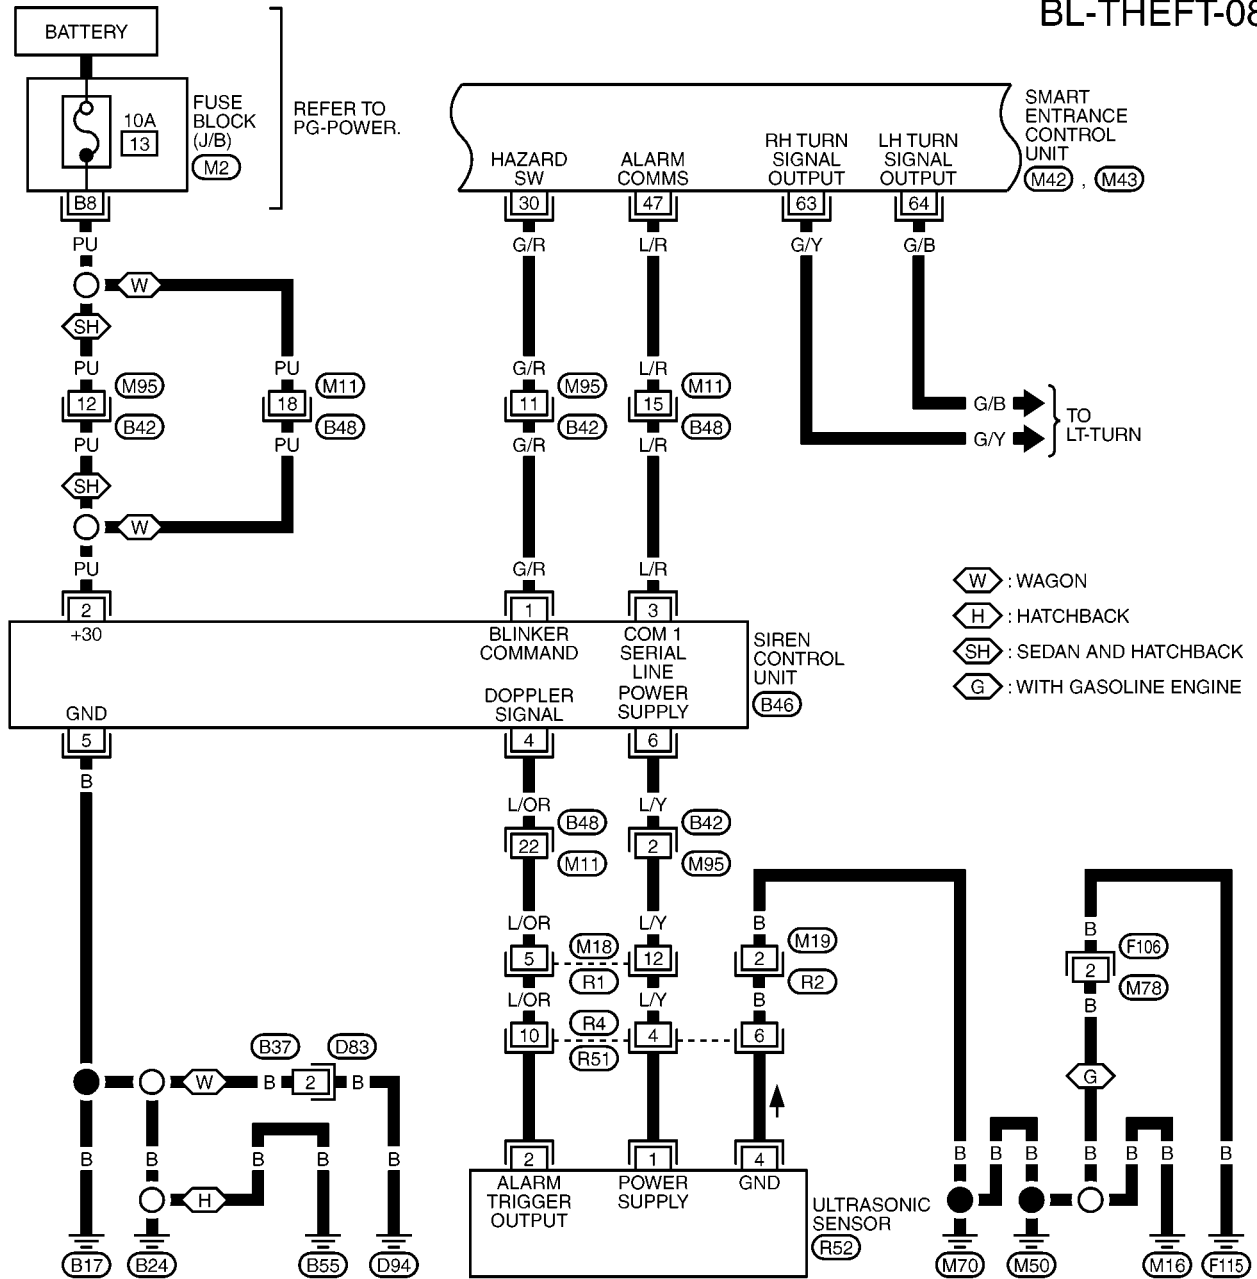 BL-THEFT-08
BATTERY
10A
13
FUSE
BLOCK
(J/B)
M2
REFER TO
PG-POWER.
B8
HAZARD
SW
ALARM
COMMS
RH TURN
SIGNAL
OUTPUT
LH TURN
SIGNAL
OUTPUT
SMART
ENTRANCE
CONTROL
UNIT
M42 , M43
30
47
63
64
PU
G/R
L/R
G/Y
G/B
W
SH
PU
PU
G/R
L/R
12
M95
B42
18
M11
B48
11
M95
B42
15
M11
B48
G/B
G/Y
TO
LT-TURN
PU
PU
G/R
L/R
SH
W
PU
G/R
L/R
W : WAGON
H : HATCHBACK
SH : SEDAN AND HATCHBACK
G : WITH GASOLINE ENGINE
2
1
3
+30
BLINKER
COMMAND
COM 1
SERIAL
LINE
GND
DOPPLER
SIGNAL
POWER
SUPPLY
SIREN
CONTROL
UNIT
B46
5
4
6
B
L/OR
L/Y
22
B48
M11
2
B42
M95
L/OR
L/Y
B
B
5
M18
R1
12
2
M19
R2
2
F106
M78
L/OR
L/Y
B
B
10
R4
R51
4
6
G
B37
D83
W
B
2
B
B
B
B
B
B
H
B
B
B
B
B
B
B
2
1
4
ALARM
TRIGGER
OUTPUT
POWER
SUPPLY
GND
ULTRASONIC
SENSOR
R52
B17
B24
B55
D94
M70
M50
M16
F115